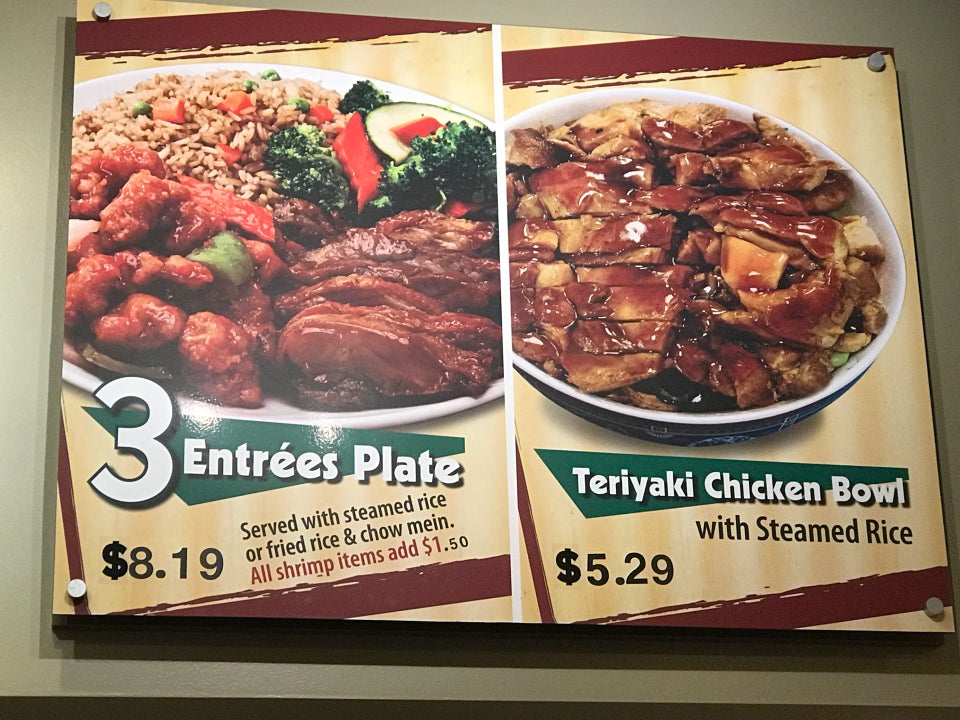 3 Entrées Plate
Served with steamed rice
or fried rice & chow mein.
All shrimp items add $1.50
$8.19
Teriyaki Chicken Bowl
with Steamed Rice
$5.29